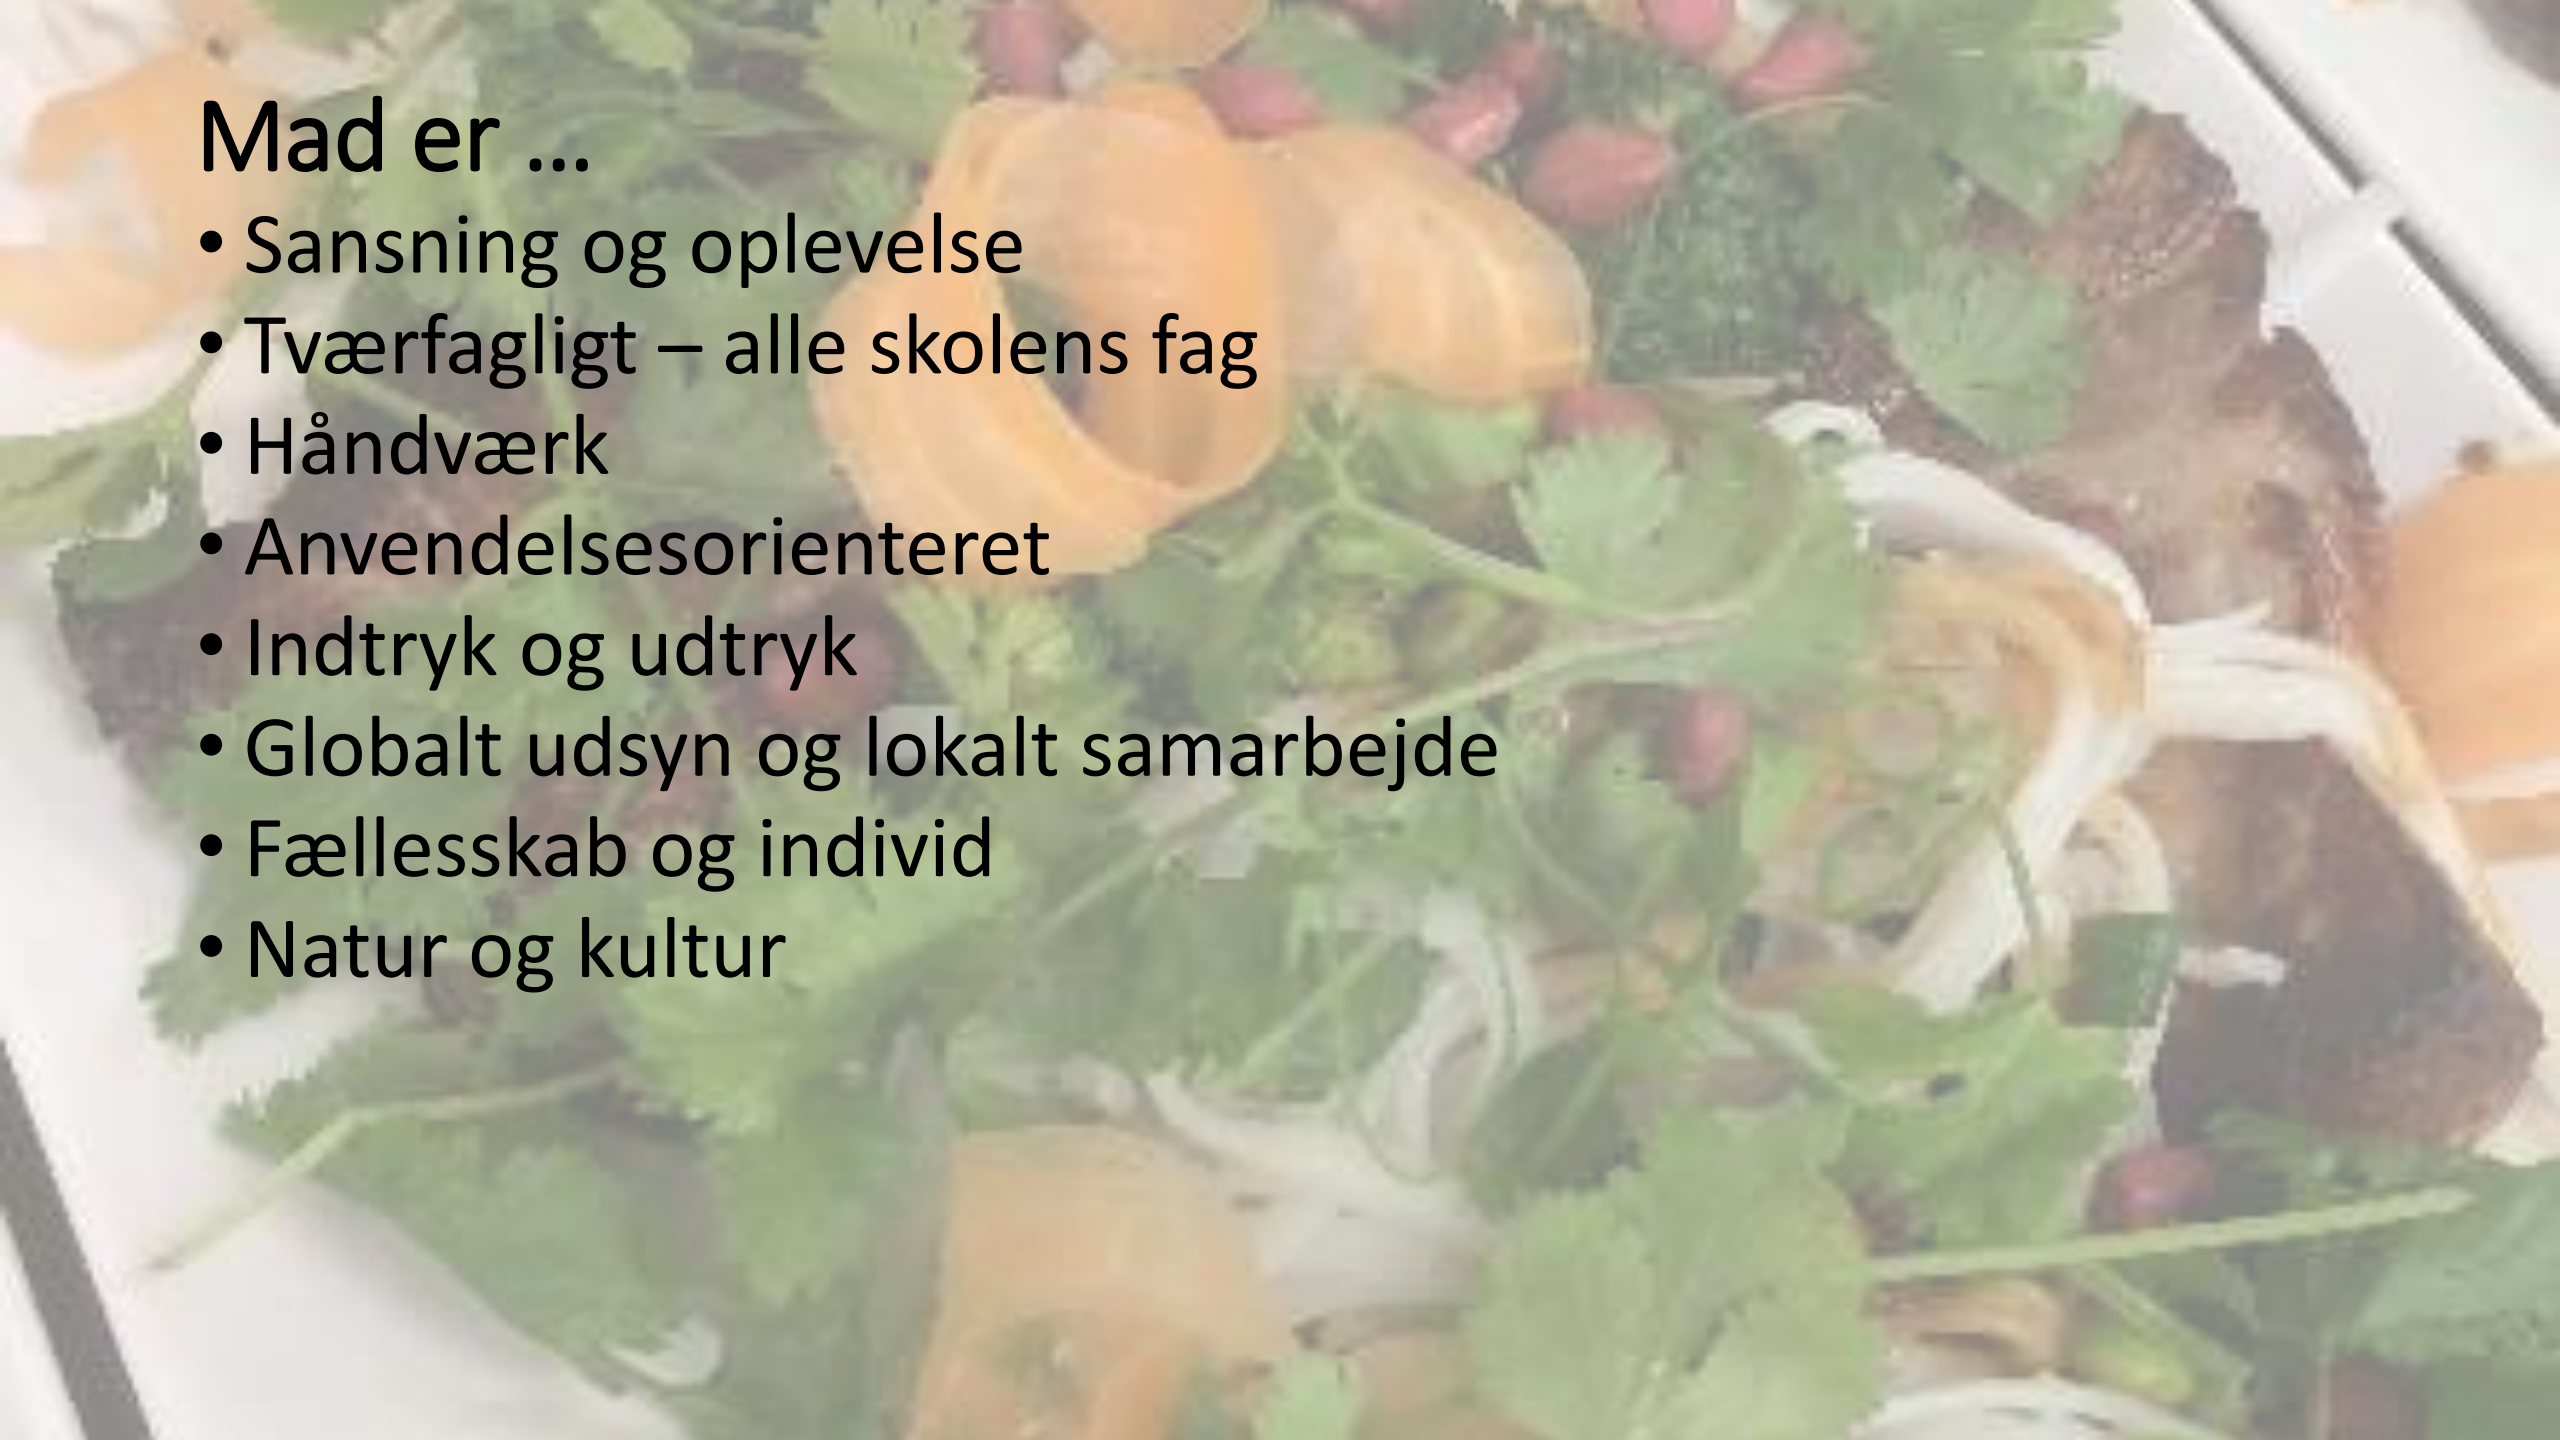 Mad er …
• Sansning og oplevelse
• Tværfagligt – alle skolens fag
• Håndværk
• Anvendelsesorienteret
• Indtryk og udtryk
• Globalt udsyn og lokalt samarbejde
• Fællesskab og individ
• Natur og kultur